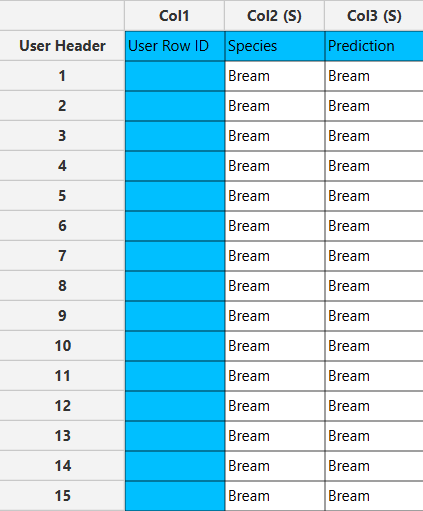 Col1 Col2 (S) Col3 (S)
User Header User Row ID Species Prediction
1 Bream Bream
2 Bream Bream
3 Bream Bream
4 Bream Bream
5 Bream Bream
6 Bream Bream
7 Bream Bream
8 Bream Bream
9 Bream Bream
10 Bream Bream
11 Bream Bream
12 Bream Bream
13 Bream Bream
14 Bream Bream
15 Bream Bream